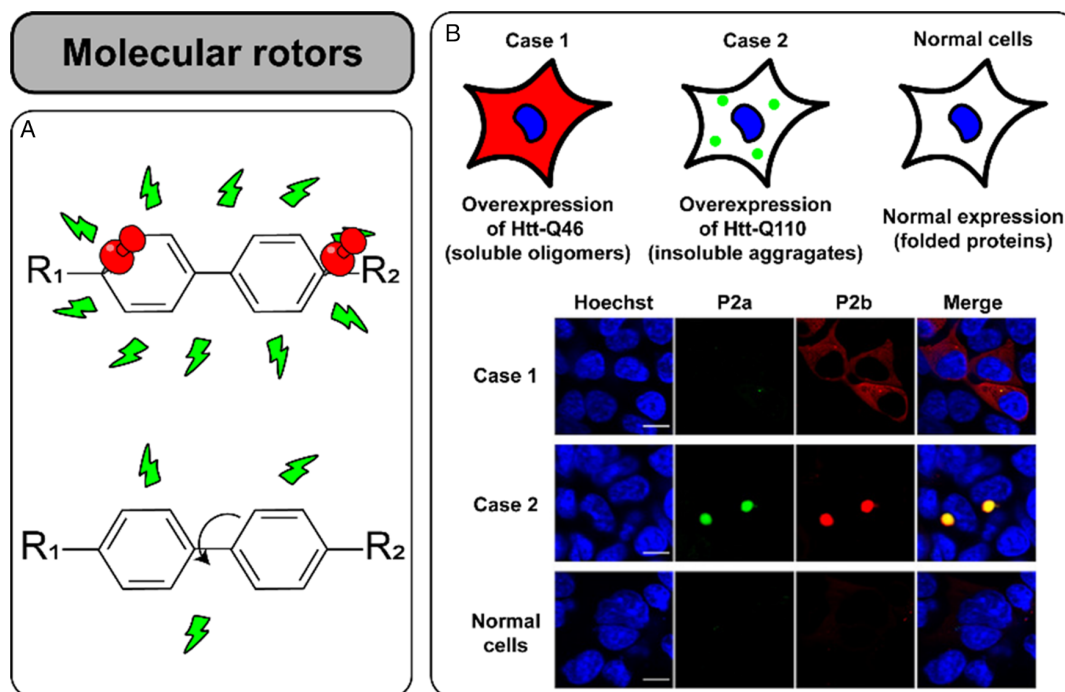 Molecular rotors
A
R1
R2
R1
R2
B
Case 1
Case 2
Normal cells
Overexpression
of Htt-Q46
(soluble oligomers)
Overexpression
of Htt-Q110
(insoluble aggragates)
Normal expression
(folded proteins)
Hoechst
P2a
P2b
Merge
Case 1
Case 2
Normal
cells